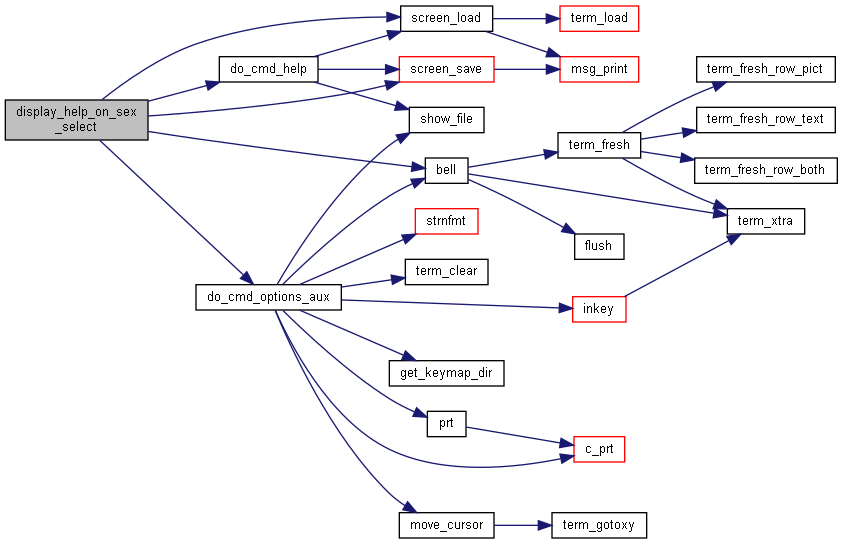 screen_load
term_load
do_cmd_help
screen_save
msg_print
term_fresh_row_pict
display_help_on_sex
_select
show_file
term_fresh_row_text
term_fresh
bell
term_fresh_row_both
strnfmt
term_xtra
flush
term_clear
do_cmd_options_aux
inkey
get_keymap_dir
prt
c_prt
move_cursor
term_gotoxy